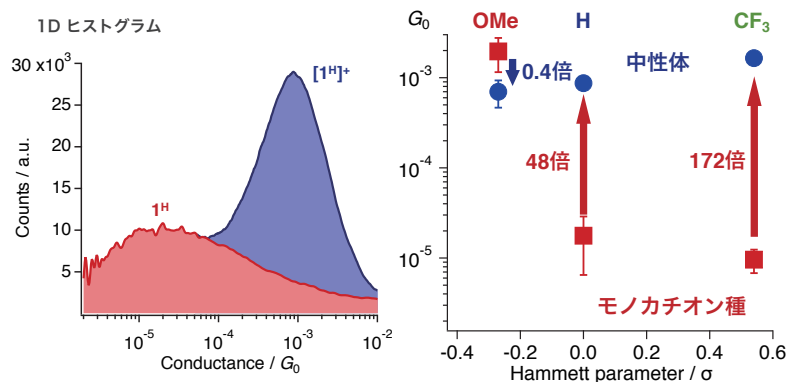 1D ヒストグラム
30 x10³
25
20
15
10
5
Counts / a.u.
[1ᴴ]⁺
1ᴴ
10⁻⁵
10⁻⁴
10⁻³
10⁻²
Conductance / G₀
G₀
OMe
H
CF₃
10⁻³
10⁻⁴
10⁻⁵
0.4倍
中性体
48倍
172倍
モノカチオン種
-0.4
-0.2
0.0
0.2
0.4
0.6
Hammett parameter / σ